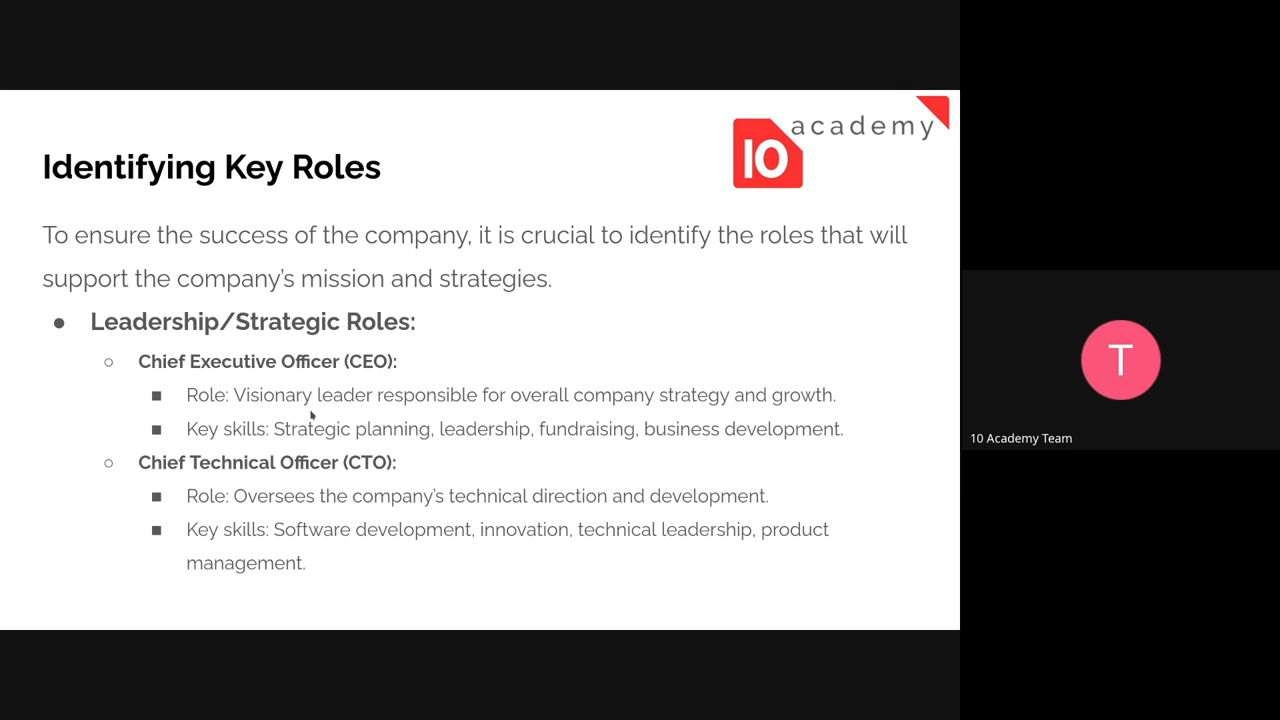 10 academy
Identifying Key Roles
To ensure the success of the company, it is crucial to identify the roles that will
support the company's mission and strategies.
● Leadership/Strategic Roles:
○ Chief Executive Officer (CEO):
■ Role: Visionary leader responsible for overall company strategy and growth.
■ Key skills: Strategic planning, leadership, fundraising, business development.
○ Chief Technical Officer (CTO):
■ Role: Oversees the company's technical direction and development.
■ Key skills: Software development, innovation, technical leadership, product
management.
T
10 Academy Team